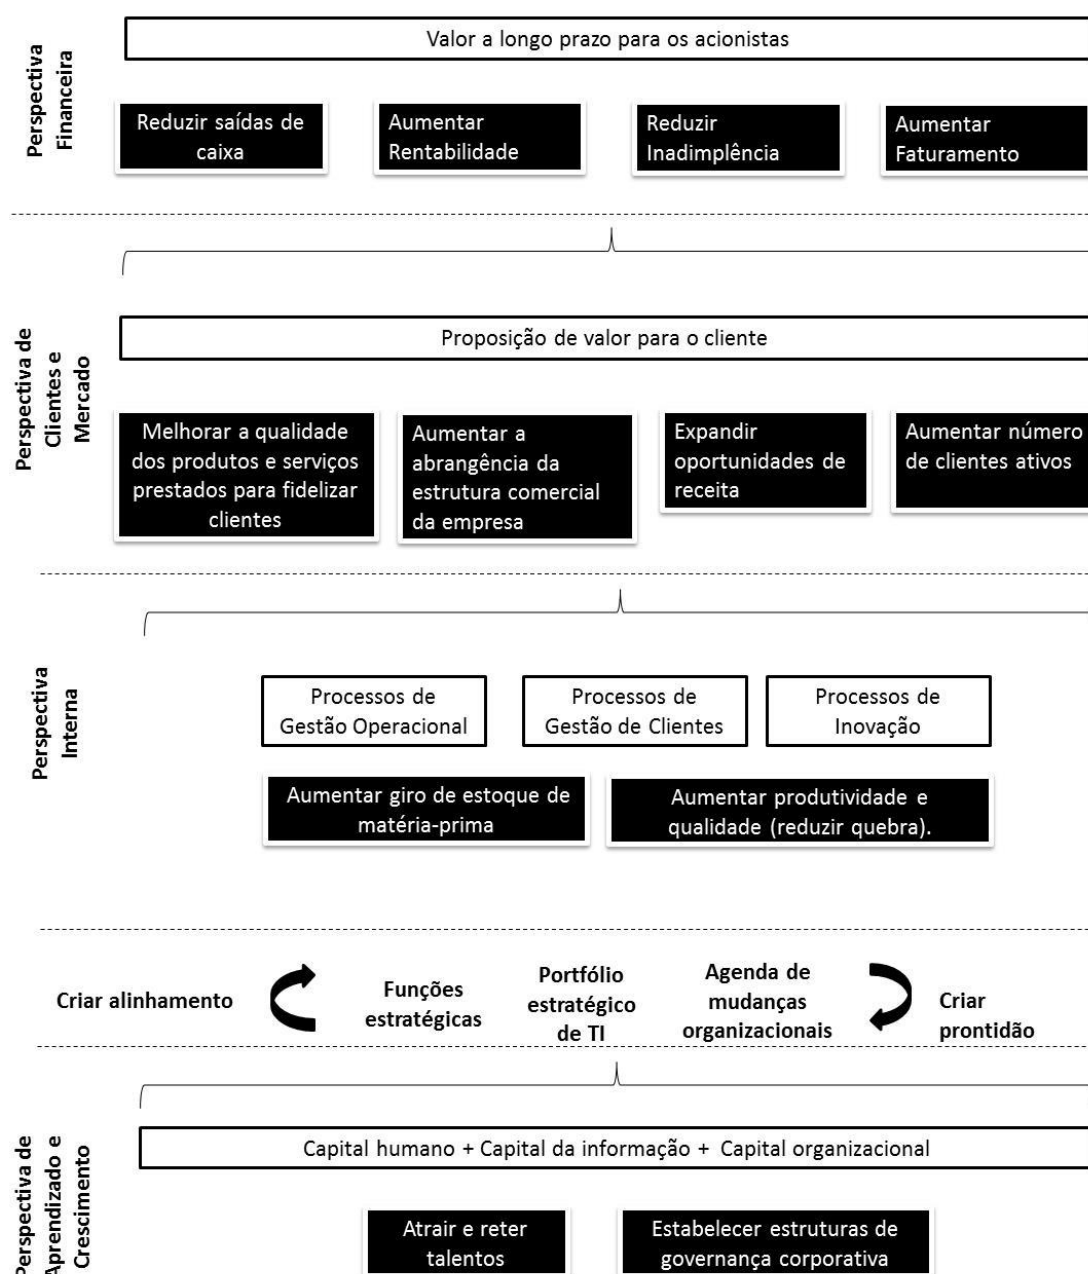 Perspectiva
Financeira
Valor a longo prazo para os acionistas
Reduzir saídas de
caixa
Aumentar
Rentabilidade
Reduzir
Inadimplência
Aumentar
Faturamento
Perspectiva de
Clientes e
Mercado
Proposição de valor para o cliente
Melhorar a qualidade
dos produtos e serviços
prestados para fidelizar
clientes
Aumentar a
abrangência da
estrutura comercial
da empresa
Expandir
oportunidades de
receita
Aumentar número
de clientes ativos
Perspectiva
Interna
Processos de
Gestão Operacional
Processos de
Gestão de Clientes
Processos de
Inovação
Aumentar giro de estoque de
matéria-prima
Aumentar produtividade e
qualidade (reduzir quebra).
Criar alinhamento
Funções
estratégicas
Portfólio
estratégico
de TI
Agenda de
mudanças
organizacionais
Criar
prontidão
Perspectiva de
Aprendizado e
Crescimento
Capital humano + Capital da informação + Capital organizacional
Atrair e reter
talentos
Estabelecer estruturas de
governança corporativa